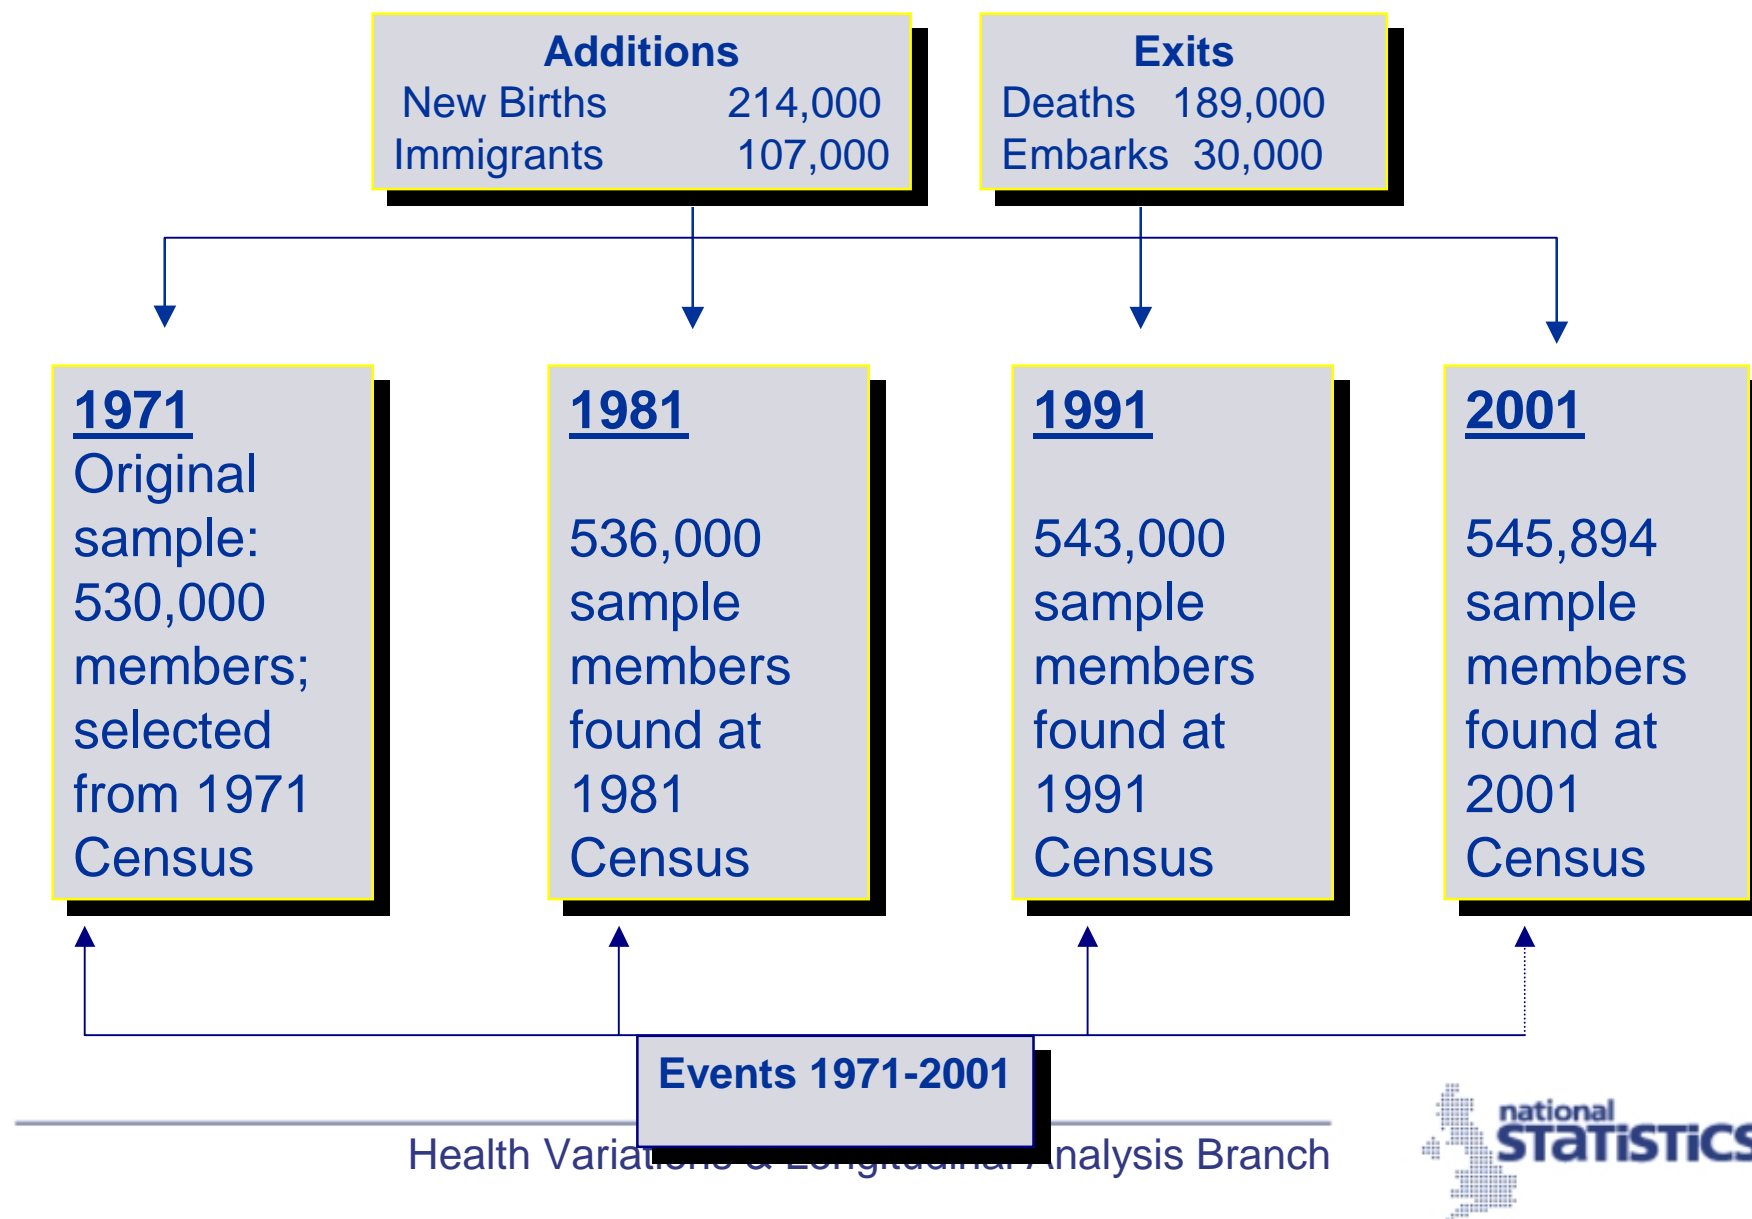 Additions
New Births 214,000
Immigrants 107,000
Exits
Deaths 189,000
Embarks 30,000
1971
Original
sample:
530,000
members;
selected
from 1971
Census
1981
536,000
sample
members
found at
1981
Census
1991
543,000
sample
members
found at
1991
Census
2001
545,894
sample
members
found at
2001
Census
Events 1971-2001
Health Variations & Longitudinal Analysis Branch
national
STaTiSTiCS